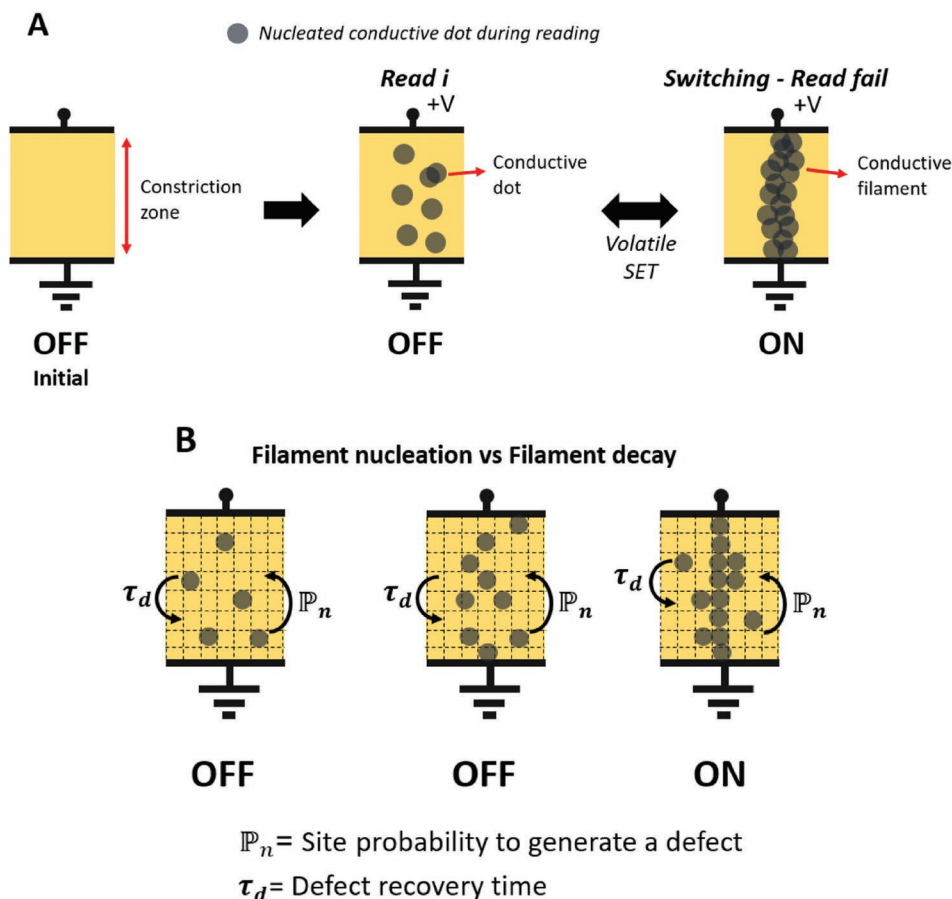 A
Nucleated conductive dot during reading
Read i
+V
Switching - Read fail
+V
Constriction
zone
Conductive
dot
Volatile
SET
Conductive
filament
OFF
Initial
OFF
ON
B
Filament nucleation vs Filament decay
τd
ℙn
τd
ℙn
τd
ℙn
OFF
OFF
ON
ℙn= Site probability to generate a defect
τd= Defect recovery time